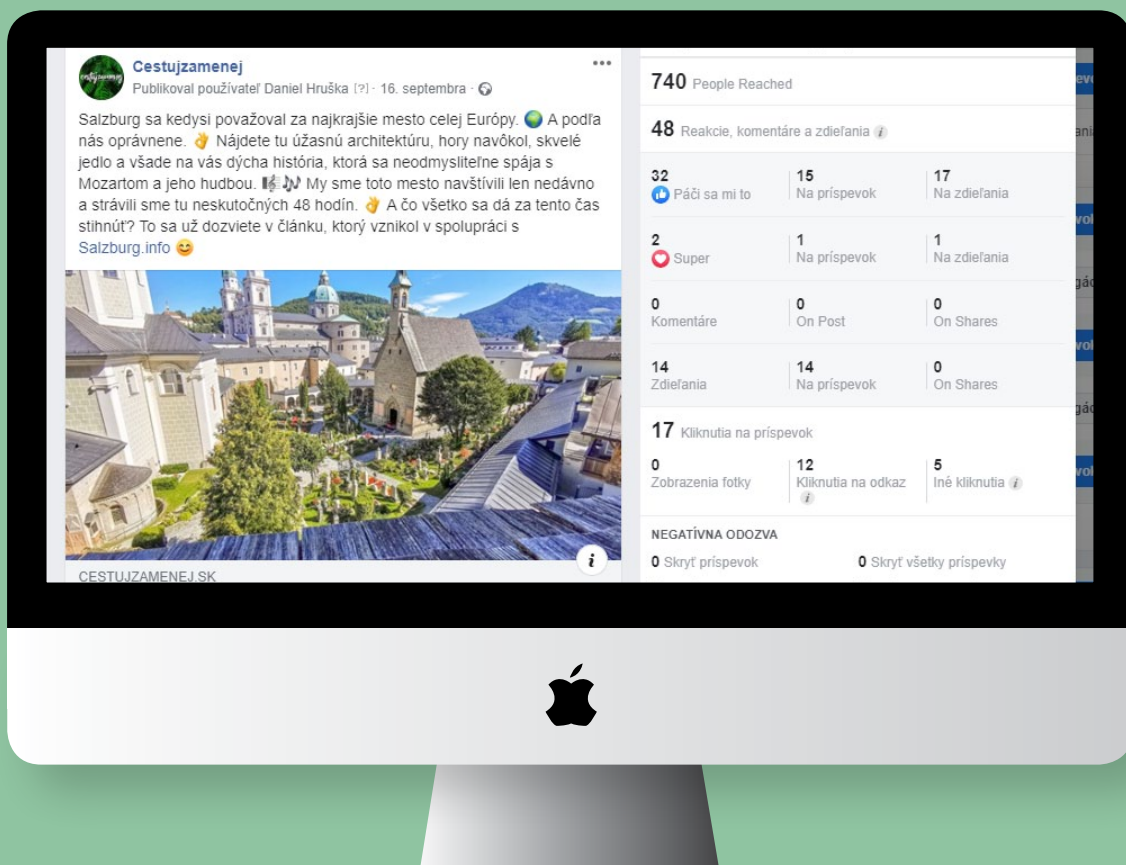 Cestujzamenej
Publikoval používateľ Daniel Hruška [?] · 16. septembra ·
Salzburg sa kedysi považoval za najkrajšie mesto celej Európy. 🌍 A podľa
nás oprávnene. 👌 Nájdete tu úžasnú architektúru, hory navôkol, skvelé
jedlo a všade na vás dýcha história, ktorá sa neodmysliteľne spája s
Mozartom a jeho hudbou. 🎼🎶 My sme toto mesto navštívili len nedávno
a strávili sme tu neskutočných 48 hodín. 👌 A čo všetko sa dá za tento čas
stihnúť? To sa už dozviete v článku, ktorý vznikol v spolupráci s
Salzburg.info 😊
CESTUJZAMENEJ.SK
740 People Reached
48 Reakcie, komentáre a zdieľania
32 15 17
Páči sa mi to Na príspevok Na zdieľania
2 1 1
Super Na príspevok Na zdieľania
0 0 0
Komentáre On Post On Shares
14 14 0
Zdieľania Na príspevok On Shares
17 Kliknutia na príspevok
0 12 5
Zobrazenia fotky Kliknutia na odkaz Iné kliknutia
NEGATÍVNA ODOZVA
0 Skryť príspevok 0 Skryť všetky príspevky